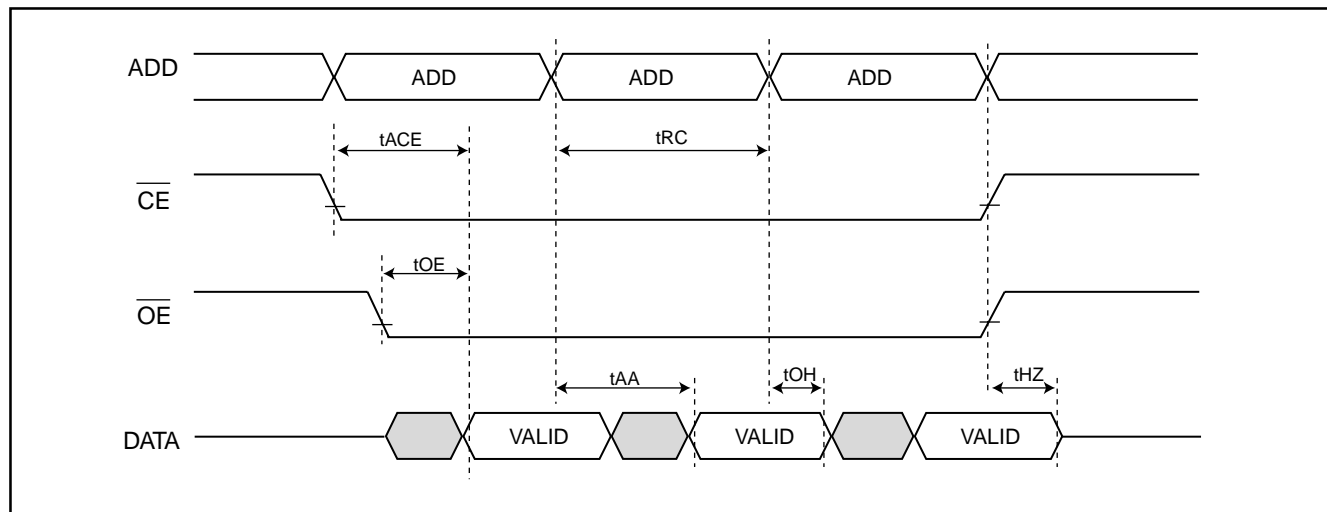 ADD
ADD ADD ADD
tACE tRC
CE
tOE
OE
tAA tOH tHZ
DATA
VALID VALID VALID